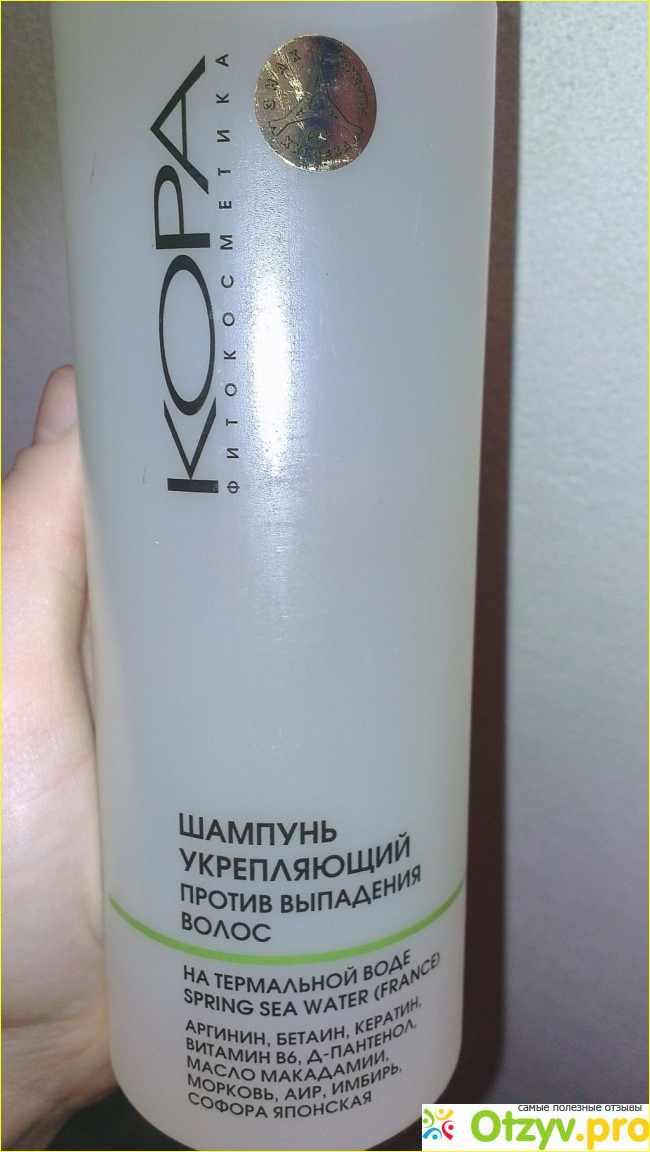 КОРА
ФИТОКОСМЕТИКА
ШАМПУНЬ
УКРЕПЛЯЮЩИЙ
ПРОТИВ ВЫПАДЕНИЯ
ВОЛОС
НА ТЕРМАЛЬНОЙ ВОДЕ
SPRING SEA WATER (FRANCE)
АРГИНИН, БЕТАИН, КЕРАТИН,
ВИТАМИН B6, Д-ПАНТЕНОЛ,
МАСЛО МАКАДАМИИ,
МОРКОВЬ, АИР, ИМБИРЬ,
СОФОРА ЯПОНСКАЯ
самые полезные отзывы
Otzyv.pro